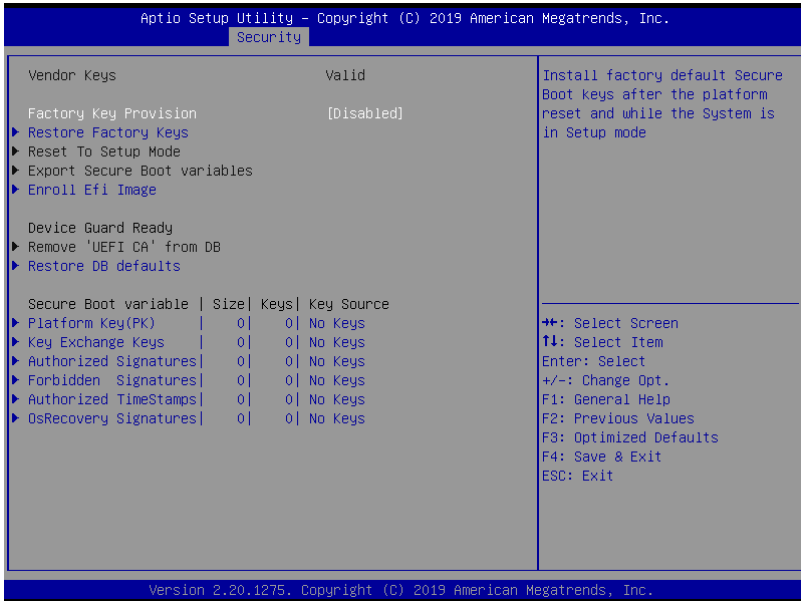 Aptio Setup Utility – Copyright (C) 2019 American Megatrends, Inc.
Security
Vendor Keys Valid
Factory Key Provision [Disabled]
▶ Restore Factory Keys
▶ Reset To Setup Mode
▶ Export Secure Boot variables
▶ Enroll Efi Image
Device Guard Ready
▶ Remove 'UEFI CA' from DB
▶ Restore DB defaults
Secure Boot variable | Size| Keys| Key Source
▶ Platform Key(PK) | 0| 0| No Keys
▶ Key Exchange Keys | 0| 0| No Keys
▶ Authorized Signatures| 0| 0| No Keys
▶ Forbidden Signatures| 0| 0| No Keys
▶ Authorized TimeStamps| 0| 0| No Keys
▶ OsRecovery Signatures| 0| 0| No Keys
Install factory default Secure
Boot keys after the platform
reset and while the System is
in Setup mode
→←: Select Screen
↑↓: Select Item
Enter: Select
+/-: Change Opt.
F1: General Help
F2: Previous Values
F3: Optimized Defaults
F4: Save & Exit
ESC: Exit
Version 2.20.1275. Copyright (C) 2019 American Megatrends, Inc.